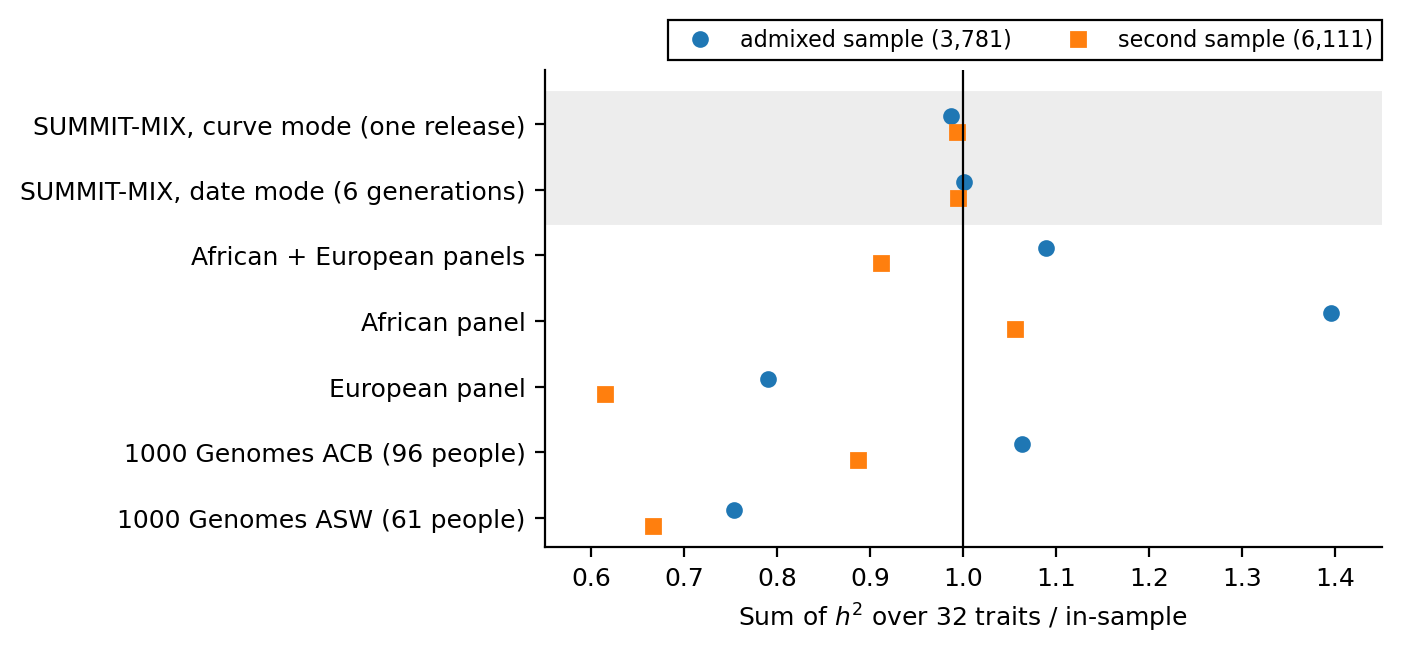 admixed sample (3,781)
second sample (6,111)
SUMMIT-MIX, curve mode (one release)
SUMMIT-MIX, date mode (6 generations)
African + European panels
African panel
European panel
1000 Genomes ACB (96 people)
1000 Genomes ASW (61 people)
0.6 0.7 0.8 0.9 1.0 1.1 1.2 1.3 1.4
Sum of h² over 32 traits / in-sample